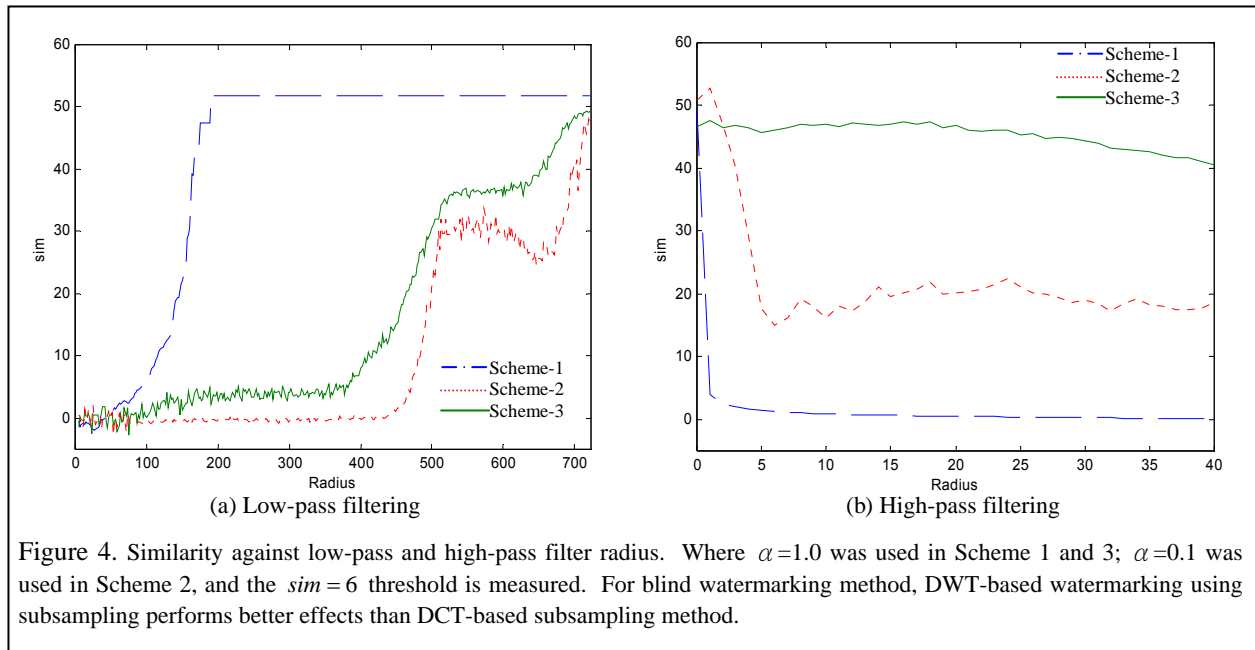 60
50
40
30
20
10
0
sim
0 100 200 300 400 500 600 700
Radius
Scheme-1
Scheme-2
Scheme-3
(a) Low-pass filtering
60
50
40
30
20
10
0
sim
0 5 10 15 20 25 30 35 40
Radius
Scheme-1
Scheme-2
Scheme-3
(b) High-pass filtering
Figure 4. Similarity against low-pass and high-pass filter radius. Where α=1.0 was used in Scheme 1 and 3; α=0.1 was
used in Scheme 2, and the sim = 6 threshold is measured. For blind watermarking method, DWT-based watermarking using
subsampling performs better effects than DCT-based subsampling method.